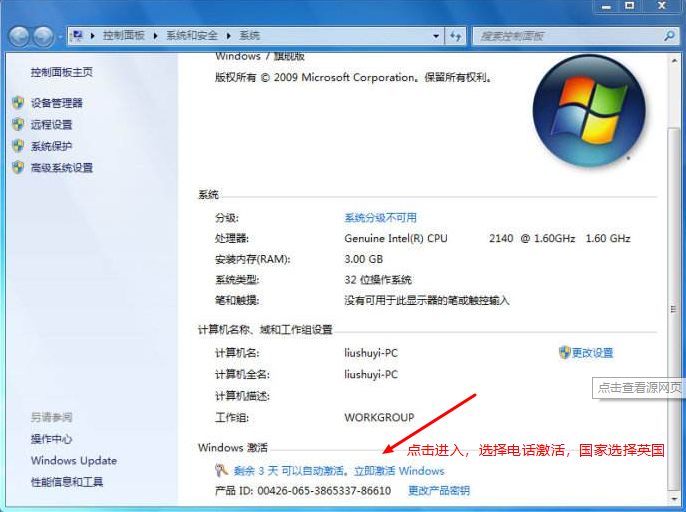 控制面板 ▸ 系统和安全 ▸ 系统
搜索控制面板
控制面板主页
设备管理器
远程设置
系统保护
高级系统设置
另请参阅
操作中心
Windows Update
性能信息和工具
Windows 7 旗舰版
版权所有 © 2009 Microsoft Corporation。保留所有权利。
系统
分级: 系统分级不可用
处理器: Genuine Intel(R) CPU 2140 @ 1.60GHz 1.60 GHz
安装内存(RAM): 3.00 GB
系统类型: 32 位操作系统
笔和触摸: 没有可用于此显示器的笔或触控输入
计算机名称、域和工作组设置
计算机名: liushuyi-PC
更改设置
计算机全名: liushuyi-PC
点击查看源网页
计算机描述:
工作组: WORKGROUP
Windows 激活
点击进入，选择电话激活，国家选择英国
剩余 3 天 可以自动激活。立即激活 Windows
产品 ID: 00426-065-3865337-86610 更改产品密钥